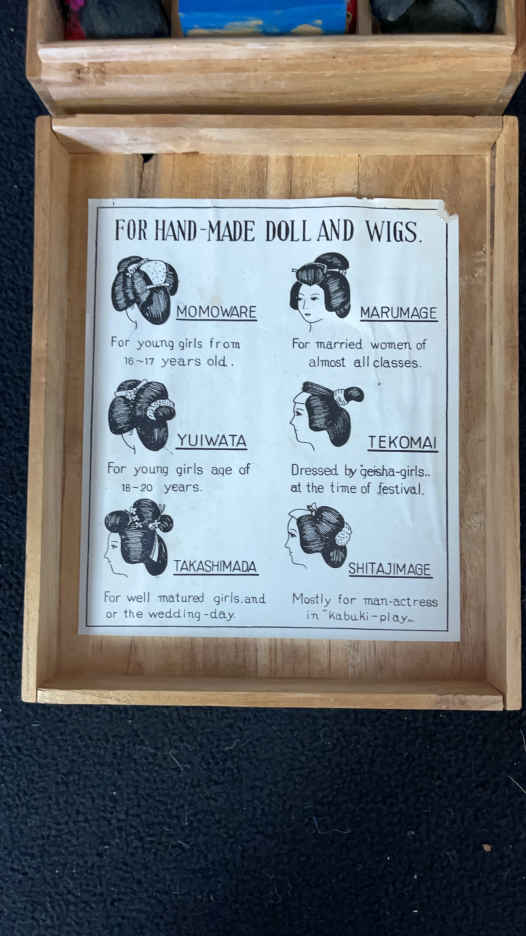 FOR HAND-MADE DOLL AND WIGS.
MOMOWARE
For young girls from
16~17 years old.
MARUMAGE
For married women of
almost all classes.
YUIWATA
For young girls age of
18-20 years.
TEKOMAI
Dressed by "geisha-girls"
at the time of festival.
TAKASHIMADA
For well matured girls.and
or the wedding-day.
SHITAJIMAGE
Mostly for man-actress
in "kabuki-play"